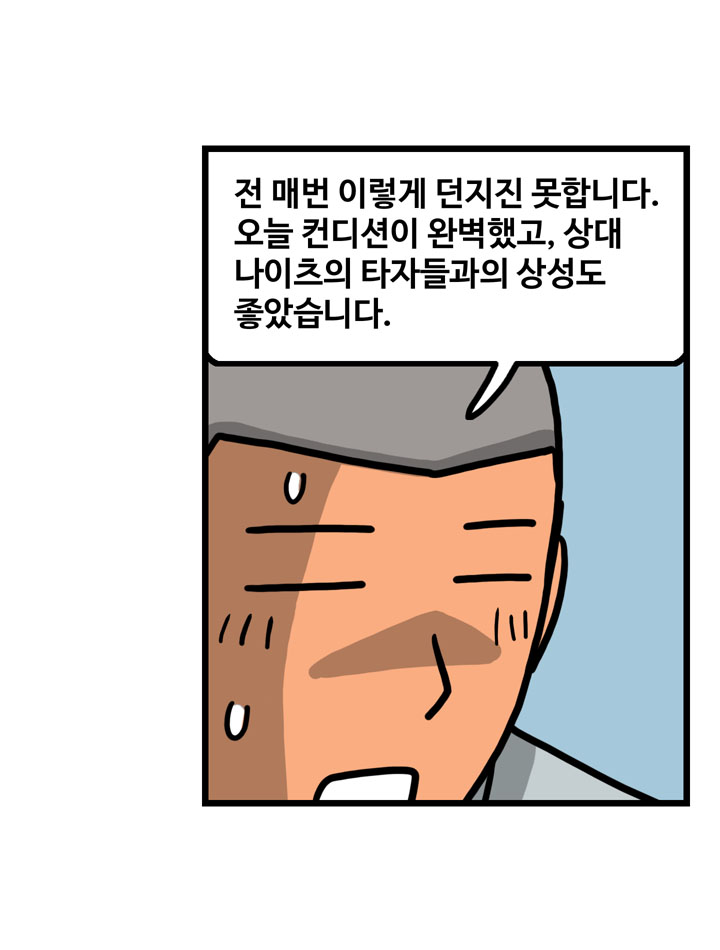 전 매번 이렇게 던지진 못합니다.
오늘 컨디션이 완벽했고, 상대
나이츠의 타자들과의 상성도
좋았습니다.